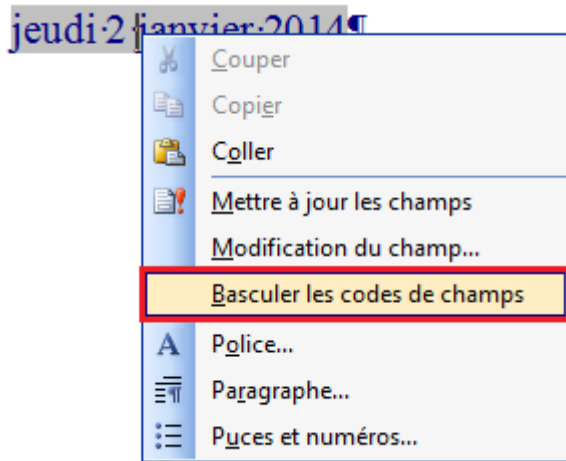 jeudi·2·janvier·2014¶
Couper
Copier
Coller
Mettre à jour les champs
Modification du champ...
Basculer les codes de champs
Police...
Paragraphe...
Puces et numéros...